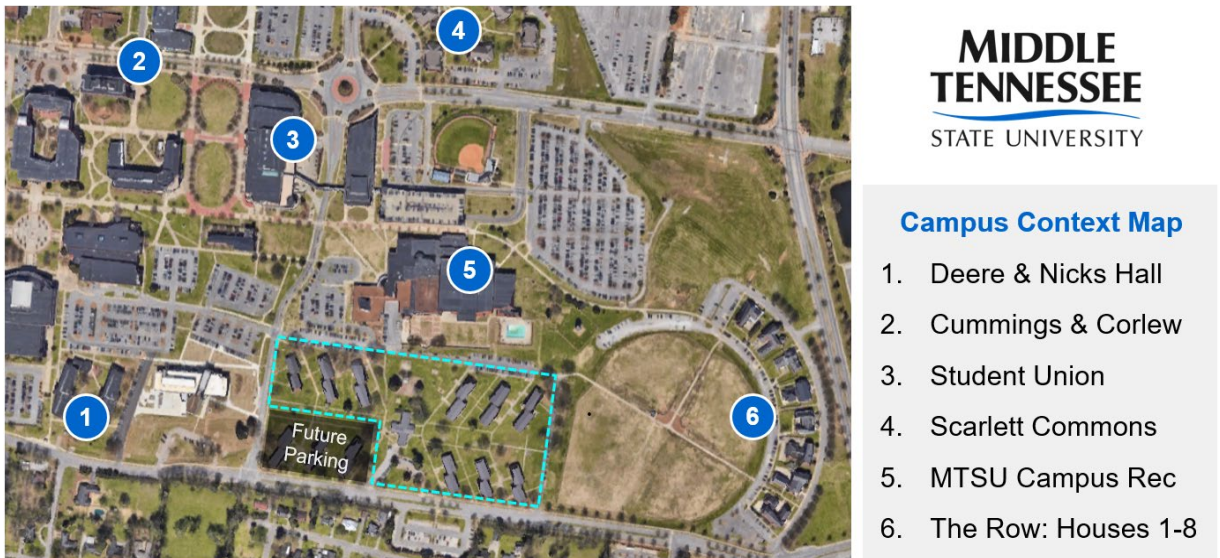 MIDDLE
TENNESSEE
STATE UNIVERSITY
Campus Context Map
1. Deere & Nicks Hall
2. Cummings & Corlew
3. Student Union
4. Scarlett Commons
5. MTSU Campus Rec
6. The Row: Houses 1-8
4
2
3
5
6
1
Future
Parking